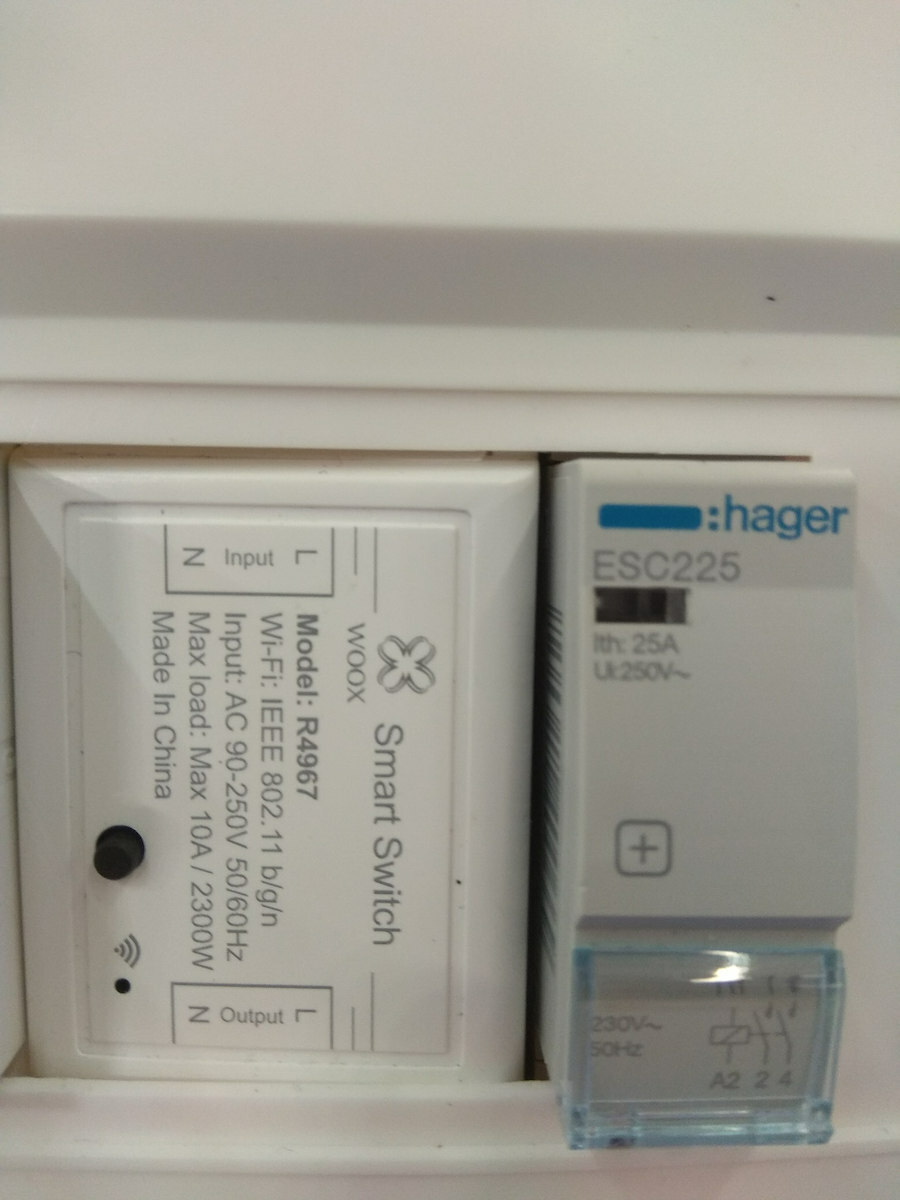 woox
Smart Switch
Model: R4967
Wi-Fi: IEEE 802.11 b/g/n
Input: AC 90-250V 50/60Hz
Max load: Max 10A / 2300W
Made In China
L
Input
N
L
Output
N
:hager
ESC225
Ith: 25A
Ui:250V~
230V~
50Hz
A2 2 4